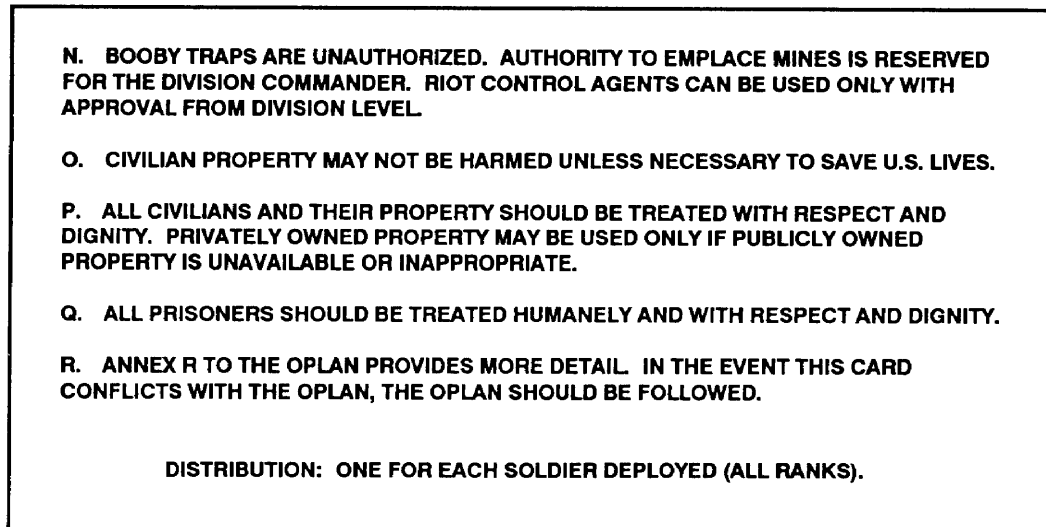 N. BOOBY TRAPS ARE UNAUTHORIZED. AUTHORITY TO EMPLACE MINES IS RESERVED
FOR THE DIVISION COMMANDER. RIOT CONTROL AGENTS CAN BE USED ONLY WITH
APPROVAL FROM DIVISION LEVEL.
O. CIVILIAN PROPERTY MAY NOT BE HARMED UNLESS NECESSARY TO SAVE U.S. LIVES.
P. ALL CIVILIANS AND THEIR PROPERTY SHOULD BE TREATED WITH RESPECT AND
DIGNITY. PRIVATELY OWNED PROPERTY MAY BE USED ONLY IF PUBLICLY OWNED
PROPERTY IS UNAVAILABLE OR INAPPROPRIATE.
Q. ALL PRISONERS SHOULD BE TREATED HUMANELY AND WITH RESPECT AND DIGNITY.
R. ANNEX R TO THE OPLAN PROVIDES MORE DETAIL. IN THE EVENT THIS CARD
CONFLICTS WITH THE OPLAN, THE OPLAN SHOULD BE FOLLOWED.
DISTRIBUTION: ONE FOR EACH SOLDIER DEPLOYED (ALL RANKS).